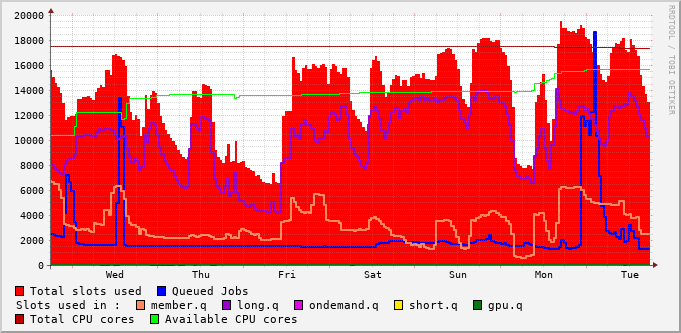 RRDTOOL / TOBI OETIKER
20000
18000
16000
14000
12000
10000
8000
6000
4000
2000
0
Wed Thu Fri Sat Sun Mon Tue
Total slots used Queued Jobs
Slots used in : member.q long.q ondemand.q short.q gpu.q
Total CPU cores Available CPU cores